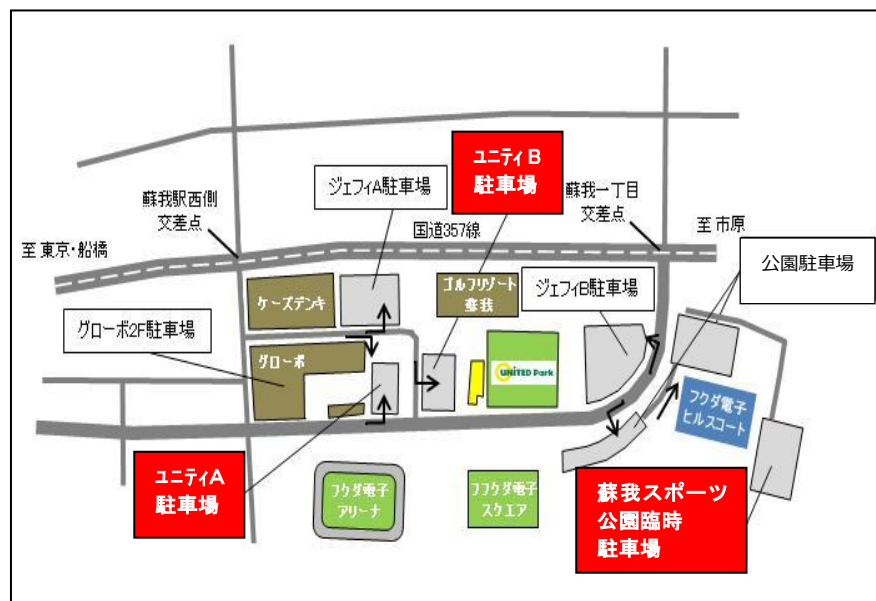 ユニティB
駐車場
ジェフィA駐車場
蘇我一丁目
交差点
蘇我駅西側
交差点
至 市原
国道357線
至 東京・船橋
公園駐車場
ケーズデンキ
ゴルフリゾート
蘇我
ジェフィB駐車場
グローボ2F駐車場
グローボ
UNITED Park
フクダ電子
ヒルスコート
ユニティA
駐車場
フクダ電子
アリーナ
フフクダ電子
スクエア
蘇我スポーツ
公園臨時
駐車場